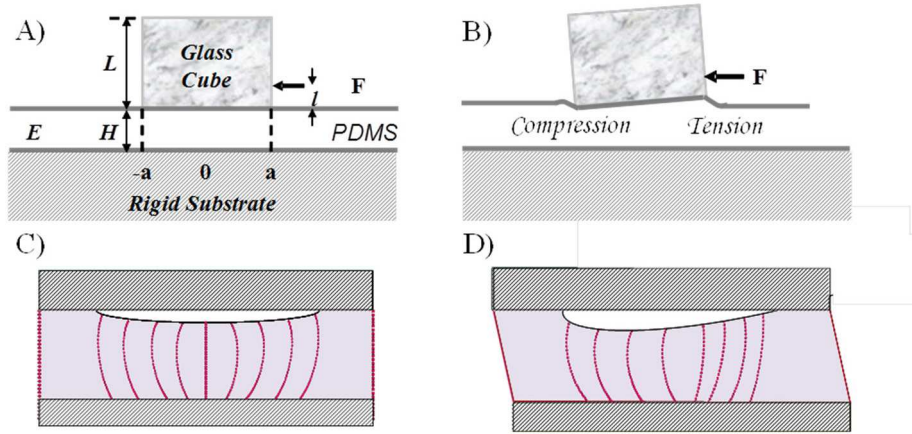 A)
L
Glass
Cube
F
l
E
H
PDMS
-a
0
a
Rigid Substrate
B)
F
Compression
Tension
C)
D)